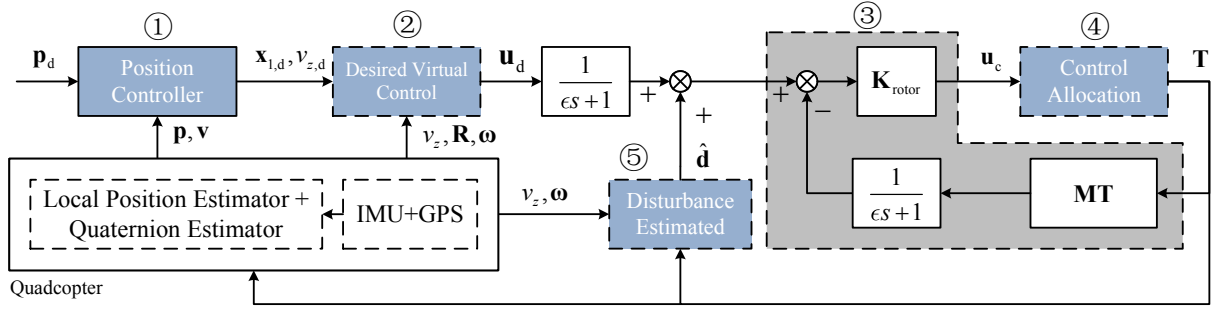 ①
②
③
④
p_d
Position
Controller
x_{1,d}, v_{z,d}
Desired Virtual
Control
u_d
1
ϵs + 1
+
+
+
−
K_rotor
u_c
Control
Allocation
T
p, v
v_z, R, ω
d̂
⑤
Local Position Estimator +
Quaternion Estimator
IMU+GPS
v_z, ω
Disturbance
Estimated
1
ϵs + 1
MT
Quadcopter